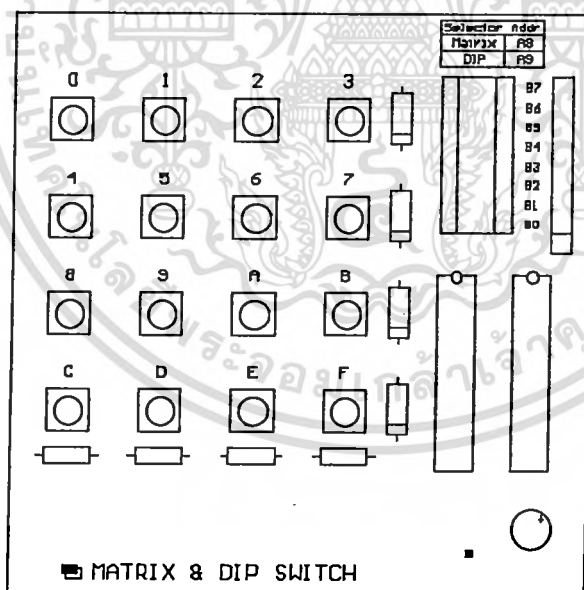 Selector Addr
Matrix A8
DIP A9
0 1 2 3
B7
B6
B5
B4
B3
B2
B1
B0
4 5 6 7
8 9 A B
C D E F
MATRIX & DIP SWITCH